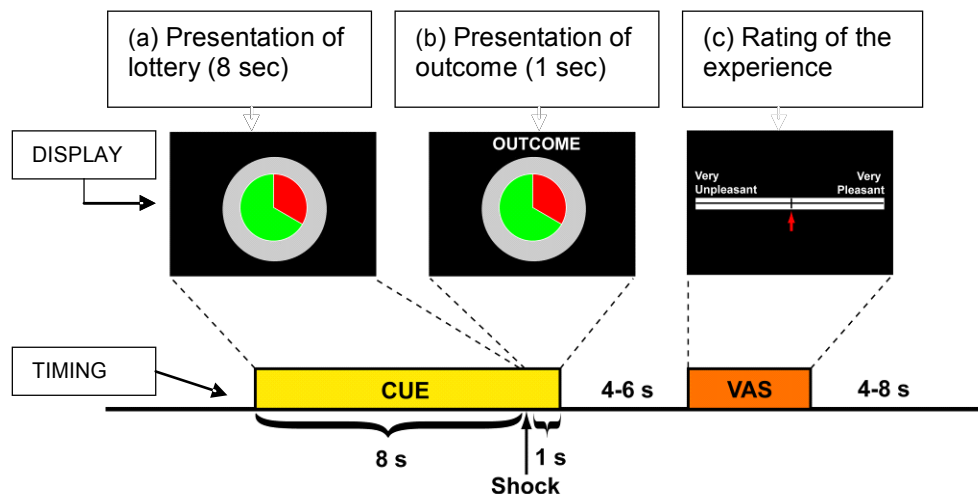 (a) Presentation of
lottery (8 sec)
(b) Presentation of
outcome (1 sec)
(c) Rating of the
experience
DISPLAY
OUTCOME
Very
Unpleasant
Very
Pleasant
TIMING
CUE
4-6 s
VAS
4-8 s
8 s
1 s
Shock